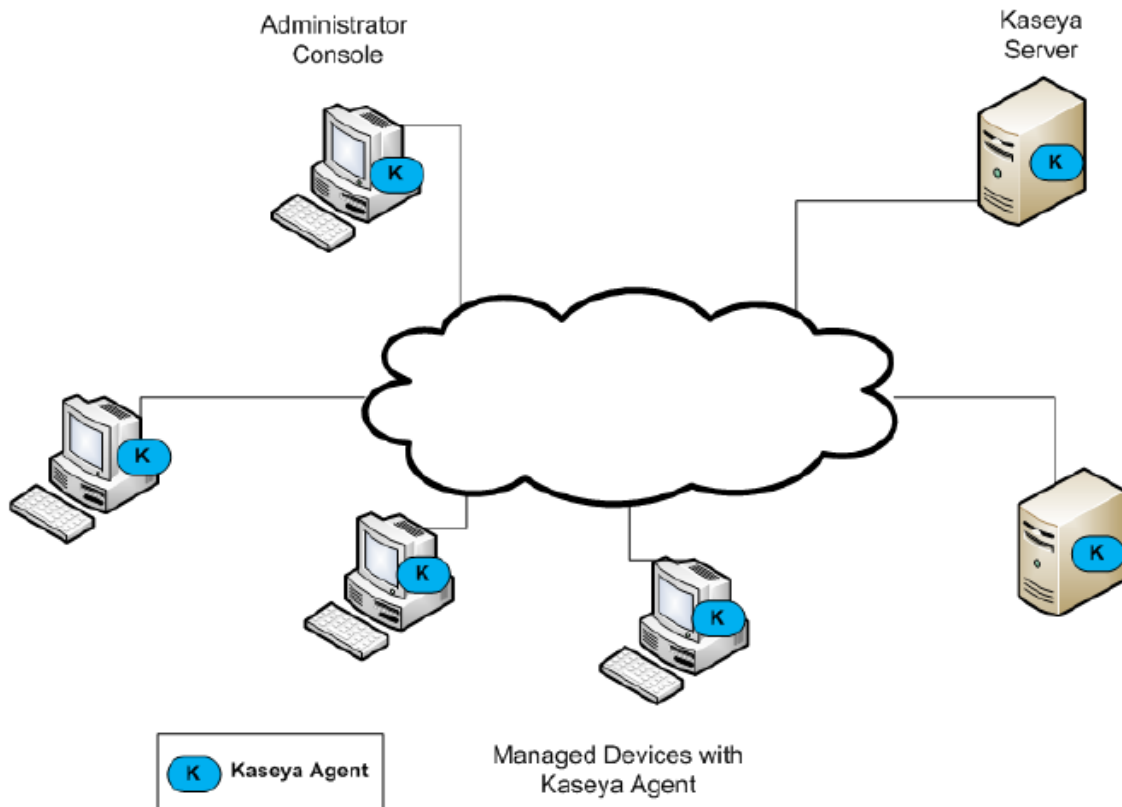 Administrator
Console
Kaseya
Server
K
K
K
K
K
K
Managed Devices with
Kaseya Agent
K Kaseya Agent